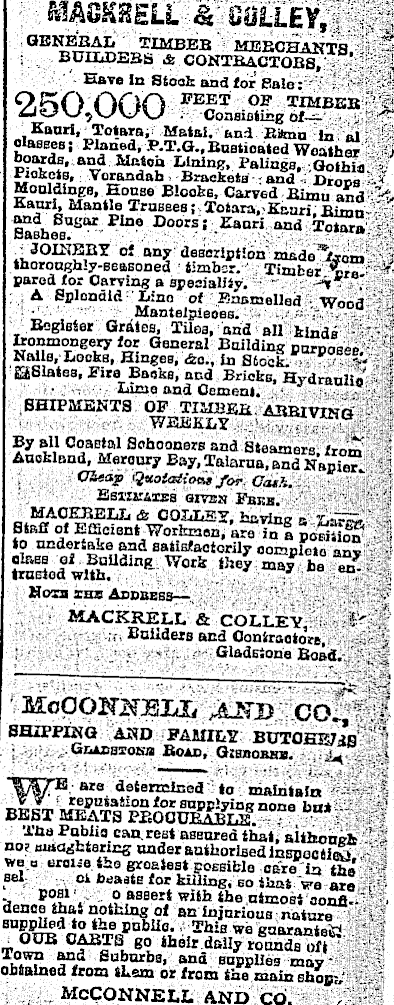 MACKRELL & COLLEY,
GENERAL TIMBER MERCHANTS,
BUILDERS & CONTRACTORS,
Have in Stock and for Sale:
250,000 FEET OF TIMBER
Consisting of—
Kauri, Totara, Matai, and Rimu in al
classes; Planed, P.T.G., Rusticated Weather
boards, and Match Lining, Palings, Gothic
Pickets, Verandah Brackets and Drops
Mouldings, House Blocks, Carved Rimu and
Kauri, Mantle Trusses; Totara, Kauri, Rimu
and Sugar Pine Doors; Kauri and Totara
Sashes.
JOINERY of any description made from
thoroughly-seasoned timber. Timber pre-
pared for Carving a speciality.
A Splendid Line of Enamelled Wood
Mantelpieces.
Register Grates, Tiles, and all kinds
Ironmongery for General Building purposes.
Nails, Locks, Hinges, &c., in Stock.
Slates, Fire Backs, and Bricks, Hydraulic
Lime and Cement.
SHIPMENTS OF TIMBER ARRIVING
WEEKLY
By all Coastal Schooners and Steamers, from
Auckland, Mercury Bay, Tairua, and Napier.
Cheap Quotations for Cash.
ESTIMATES GIVEN FREE.
MACKRELL & COLLEY, having a Large
Staff of Efficient Workmen, are in a position
to undertake and satisfactorily complete any
class of Building Work they may be en-
trusted with.
NOTE THE ADDRESS—
MACKRELL & COLLEY,
Builders and Contractors,
Gladstone Road.
McCONNELL AND CO.,
SHIPPING AND FAMILY BUTCHERS
GLADSTONE ROAD, GISBORNE.
WE are determined to maintain
reputation for supplying none but
BEST MEATS PROCURABLE.
The Public can rest assured that, although
not slaughtering under authorised inspection,
we the greatest possible care in the
sel of beasts for killing, so that we are
posi o assert with the utmost confi-
dence that nothing of an injurious nature
supplied to the public. This we guarantee
OUR CARTS go their daily rounds of
Town and Suburbs, and supplies may
obtained from them or from the main shop.
McCONNELL AND CO.